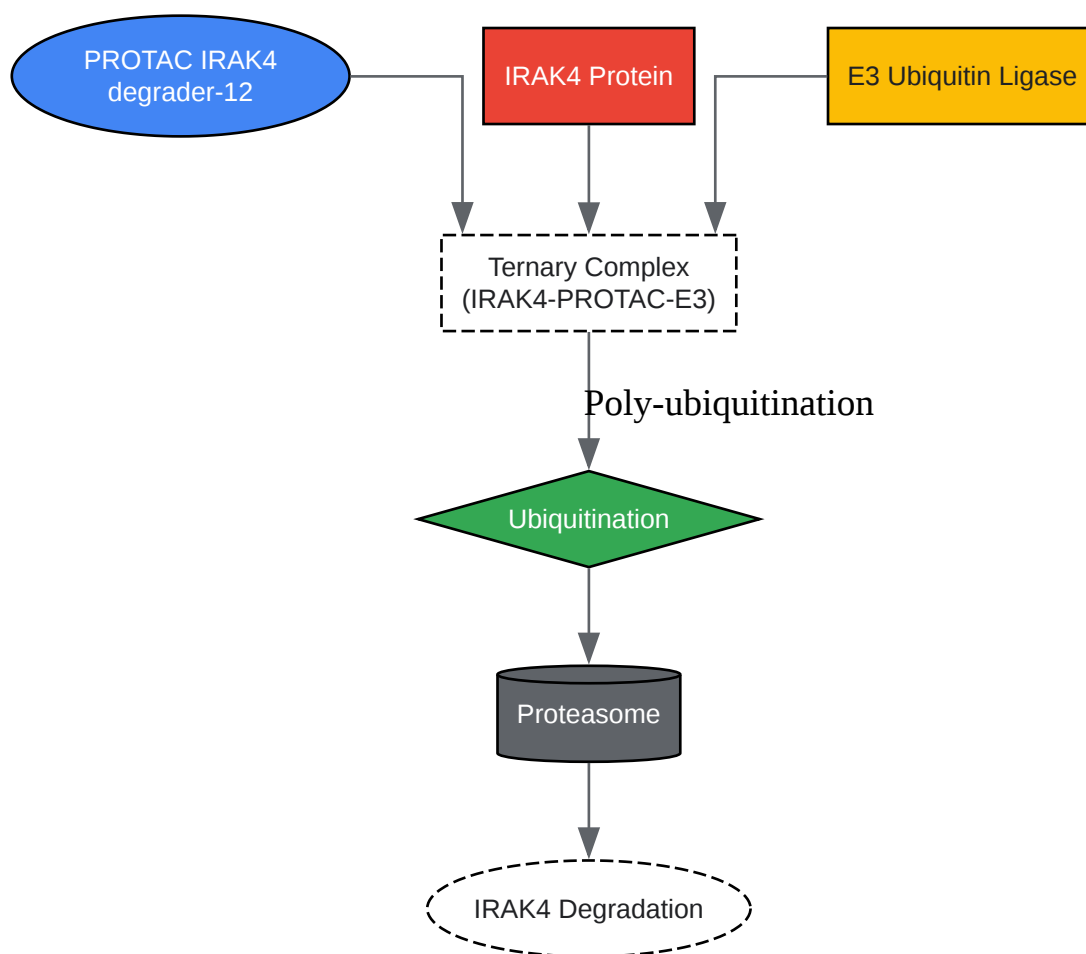 PROTAC IRAK4
degrader-12
IRAK4 Protein
E3 Ubiquitin Ligase
Ternary Complex
(IRAK4-PROTAC-E3)
Poly-ubiquitination
Ubiquitination
Proteasome
IRAK4 Degradation